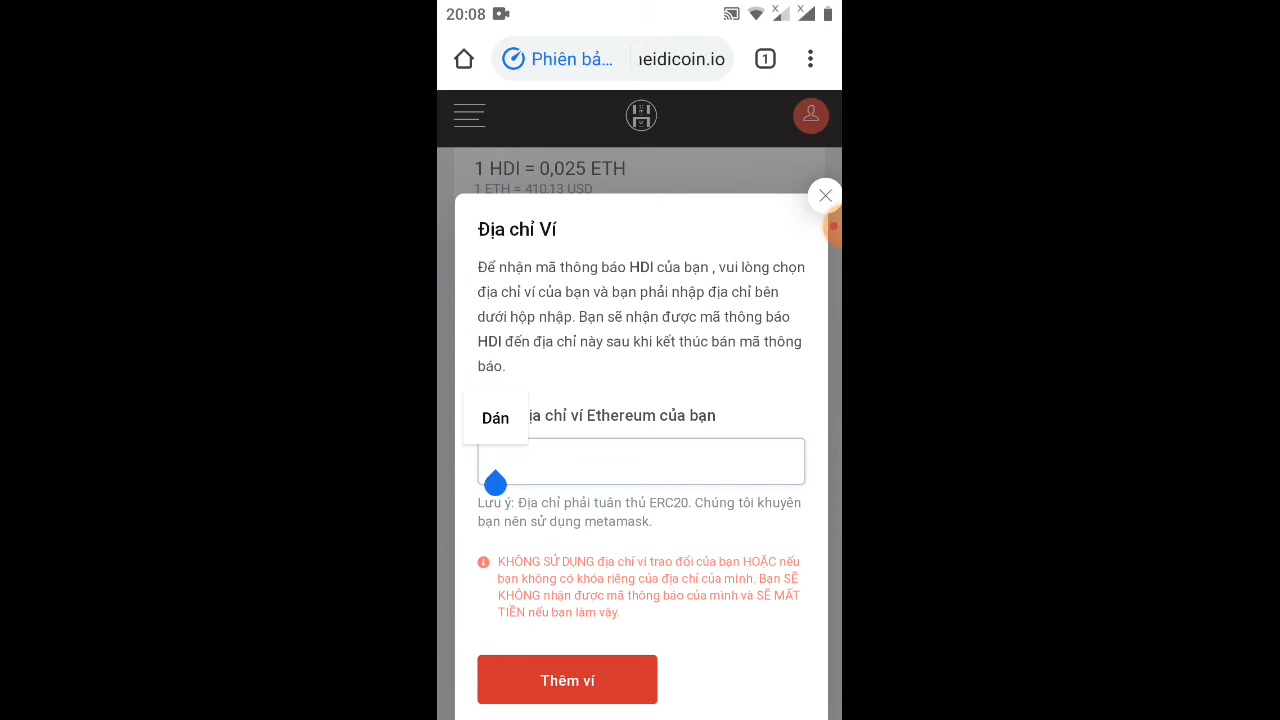 20:08
Phiên bả... heidicoin.io 1
1 HDI = 0,025 ETH
1 ETH = 410.13 USD
Địa chỉ Ví
Để nhận mã thông báo HDI của bạn , vui lòng chọn
địa chỉ ví của bạn và bạn phải nhập địa chỉ bên
dưới hộp nhập. Bạn sẽ nhận được mã thông báo
HDI đến địa chỉ này sau khi kết thúc bán mã thông
báo.
Dán
ịa chỉ ví Ethereum của bạn
Lưu ý: Địa chỉ phải tuân thủ ERC20. Chúng tôi khuyên
bạn nên sử dụng metamask.
KHÔNG SỬ DỤNG địa chỉ ví trao đổi của bạn HOẶC nếu
bạn không có khóa riêng của địa chỉ của mình. Bạn SẼ
KHÔNG nhận được mã thông báo của mình và SẼ MẤT
TIỀN nếu bạn làm vậy.
Thêm ví